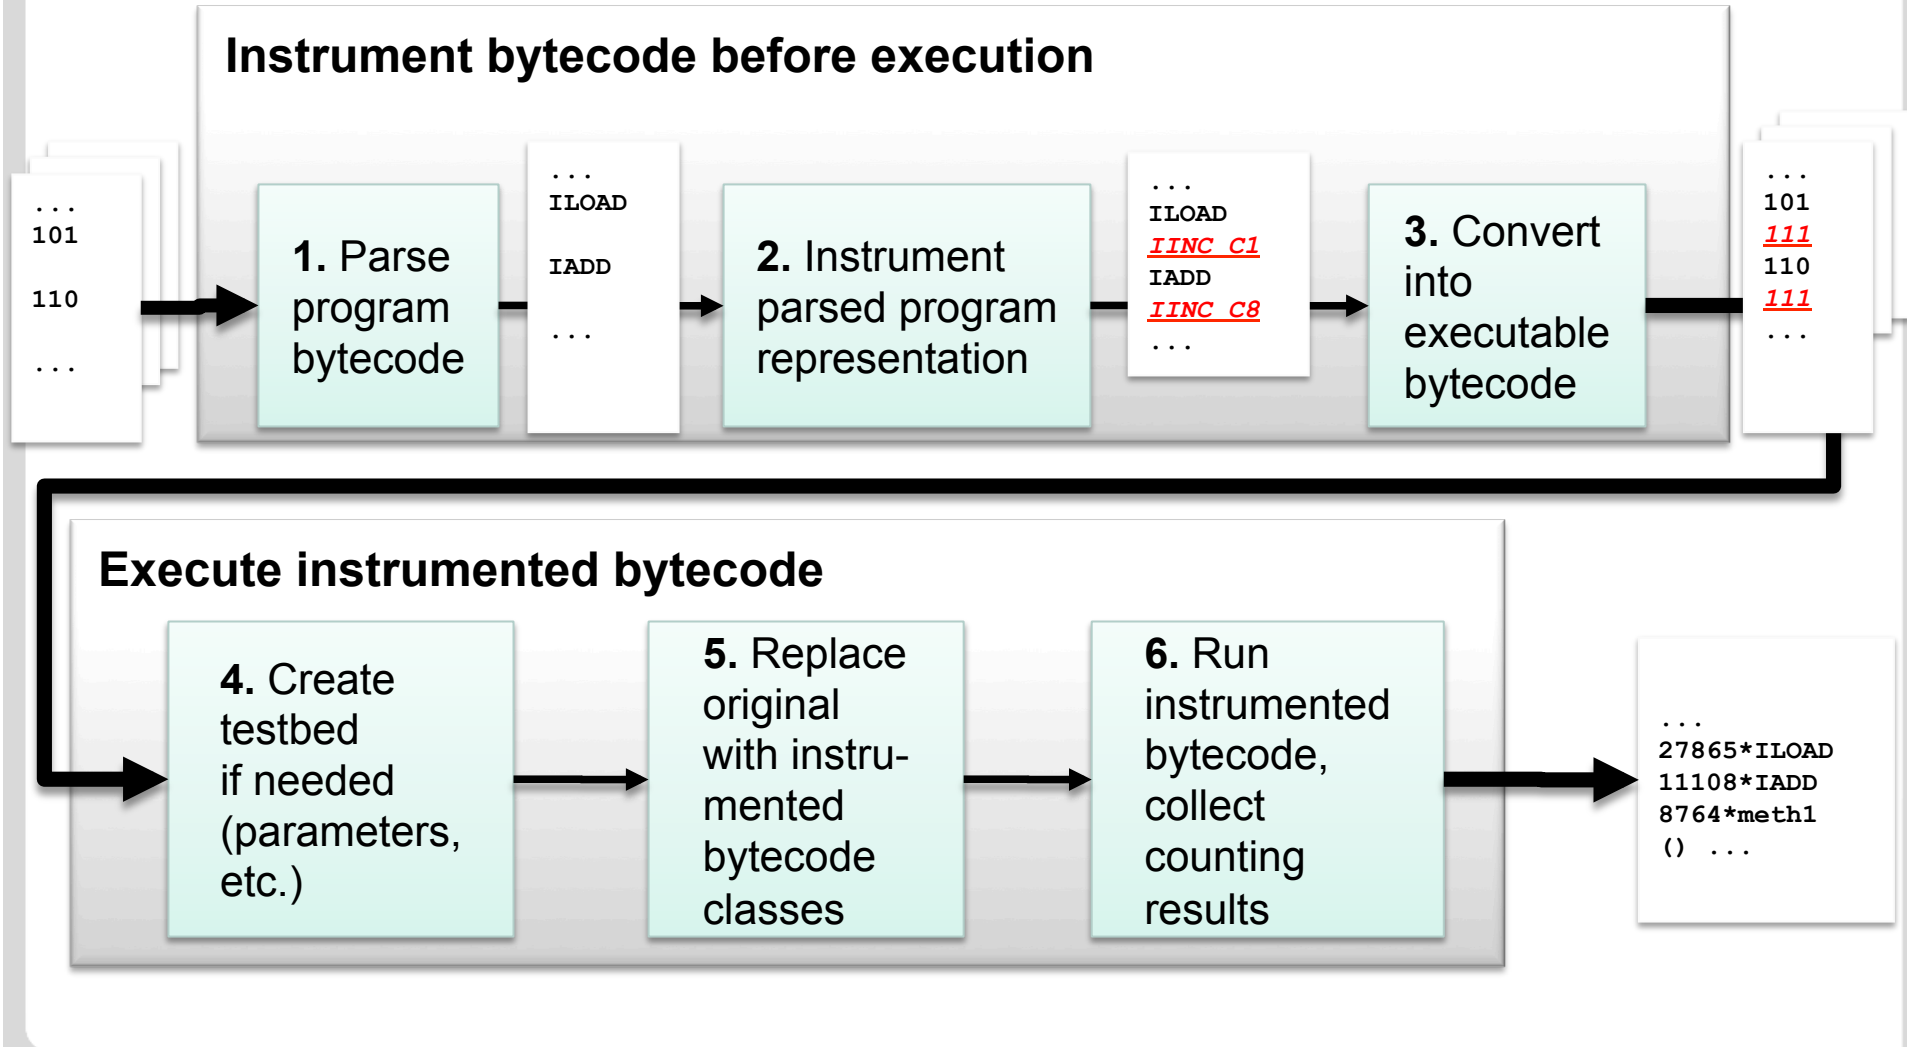 Instrument bytecode before execution
...
101
110
...
1. Parse
program
bytecode
...
ILOAD
IADD
...
2. Instrument
parsed program
representation
...
ILOAD
IINC C1
IADD
IINC C8
...
3. Convert
into
executable
bytecode
...
101
111
110
111
...
Execute instrumented bytecode
4. Create
testbed
if needed
(parameters,
etc.)
5. Replace
original
with instru-
mented
bytecode
classes
6. Run
instrumented
bytecode,
collect
counting
results
...
27865*ILOAD
11108*IADD
8764*meth1
() ...